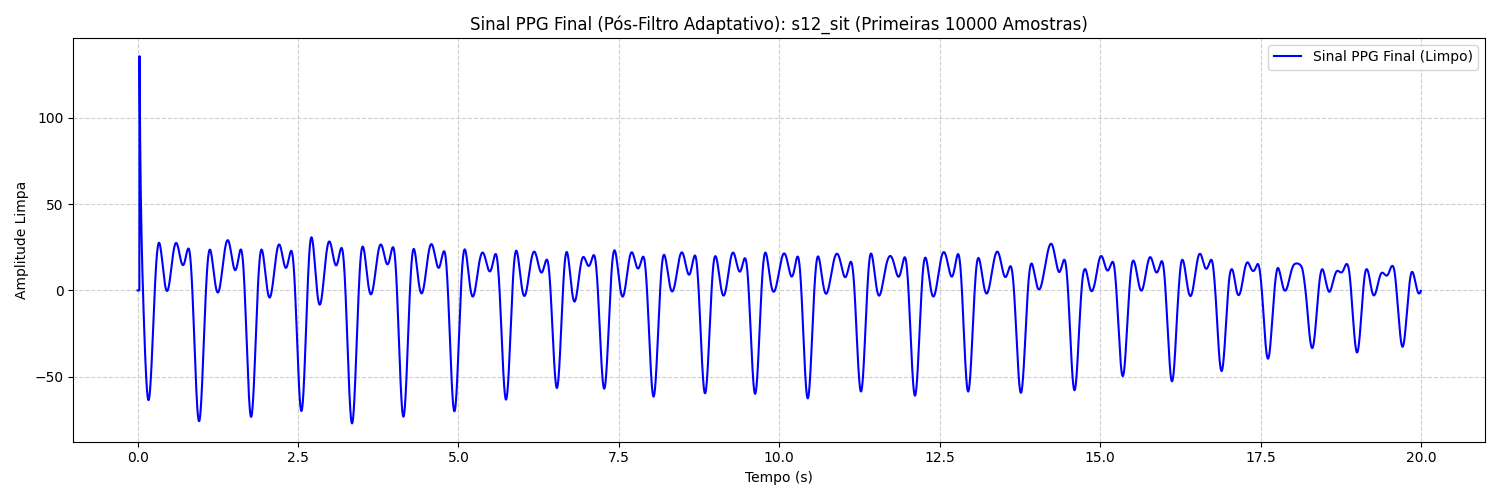 Sinal PPG Final (Pós-Filtro Adaptativo): s12_sit (Primeiras 10000 Amostras)
Sinal PPG Final (Limpo)
Amplitude Limpa
100
50
0
−50
0.0 2.5 5.0 7.5 10.0 12.5 15.0 17.5 20.0
Tempo (s)